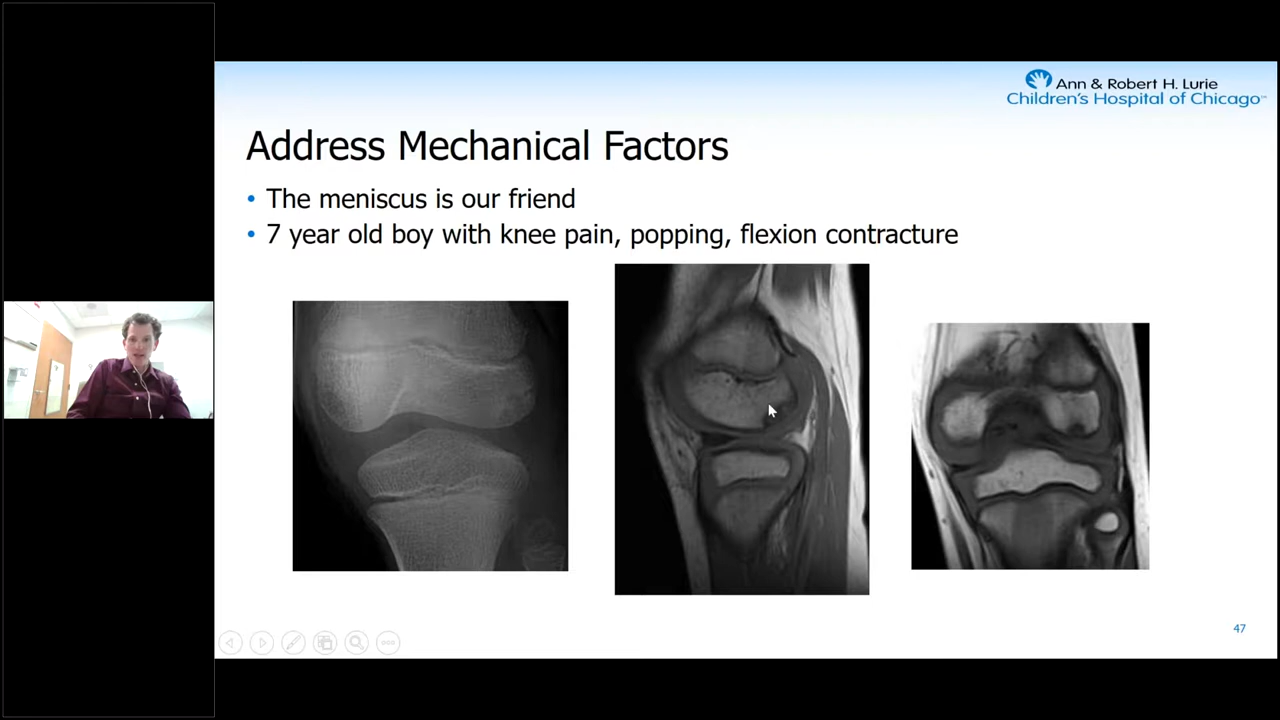 Ann & Robert H. Lurie
Children's Hospital of Chicago™
Address Mechanical Factors
• The meniscus is our friend
• 7 year old boy with knee pain, popping, flexion contracture
47